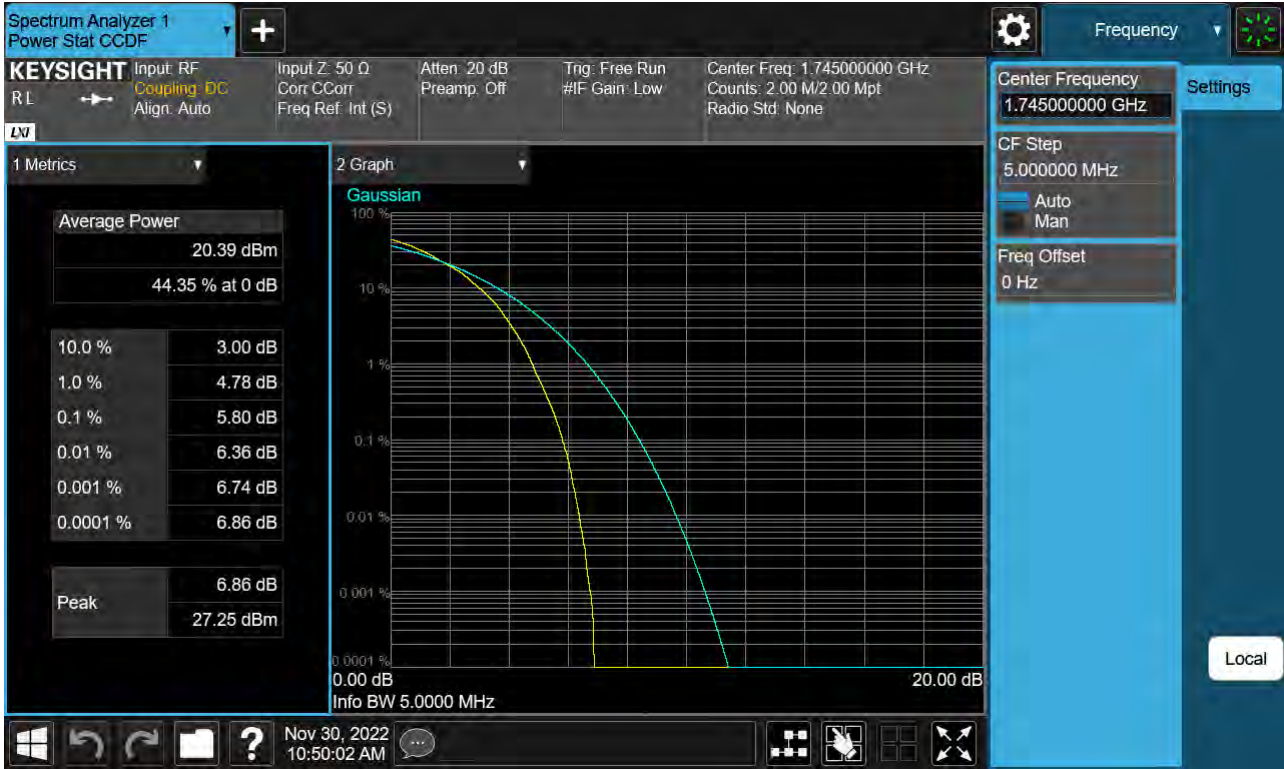 Spectrum Analyzer 1
Power Stat CCDF
+
Frequency
KEYSIGHT
R L
LXI
Input: RF
Coupling: DC
Align: Auto
Input Z: 50 Ω
Corr CCorr
Freq Ref: Int (S)
Atten: 20 dB
Preamp: Off
Trig: Free Run
#IF Gain: Low
Center Freq: 1.745000000 GHz
Counts: 2.00 M/2.00 Mpt
Radio Std: None
Center Frequency
1.745000000 GHz
Settings
CF Step
5.000000 MHz
Auto
Man
Freq Offset
0 Hz
1 Metrics
Average Power
20.39 dBm
44.35 % at 0 dB
10.0 % 3.00 dB
1.0 % 4.78 dB
0.1 % 5.80 dB
0.01 % 6.36 dB
0.001 % 6.74 dB
0.0001 % 6.86 dB
Peak
6.86 dB
27.25 dBm
2 Graph
Gaussian
100 %
10 %
1 %
0.1 %
0.01 %
0.001 %
0.0001 %
0.00 dB
20.00 dB
Info BW 5.0000 MHz
Local
?
Nov 30, 2022
10:50:02 AM